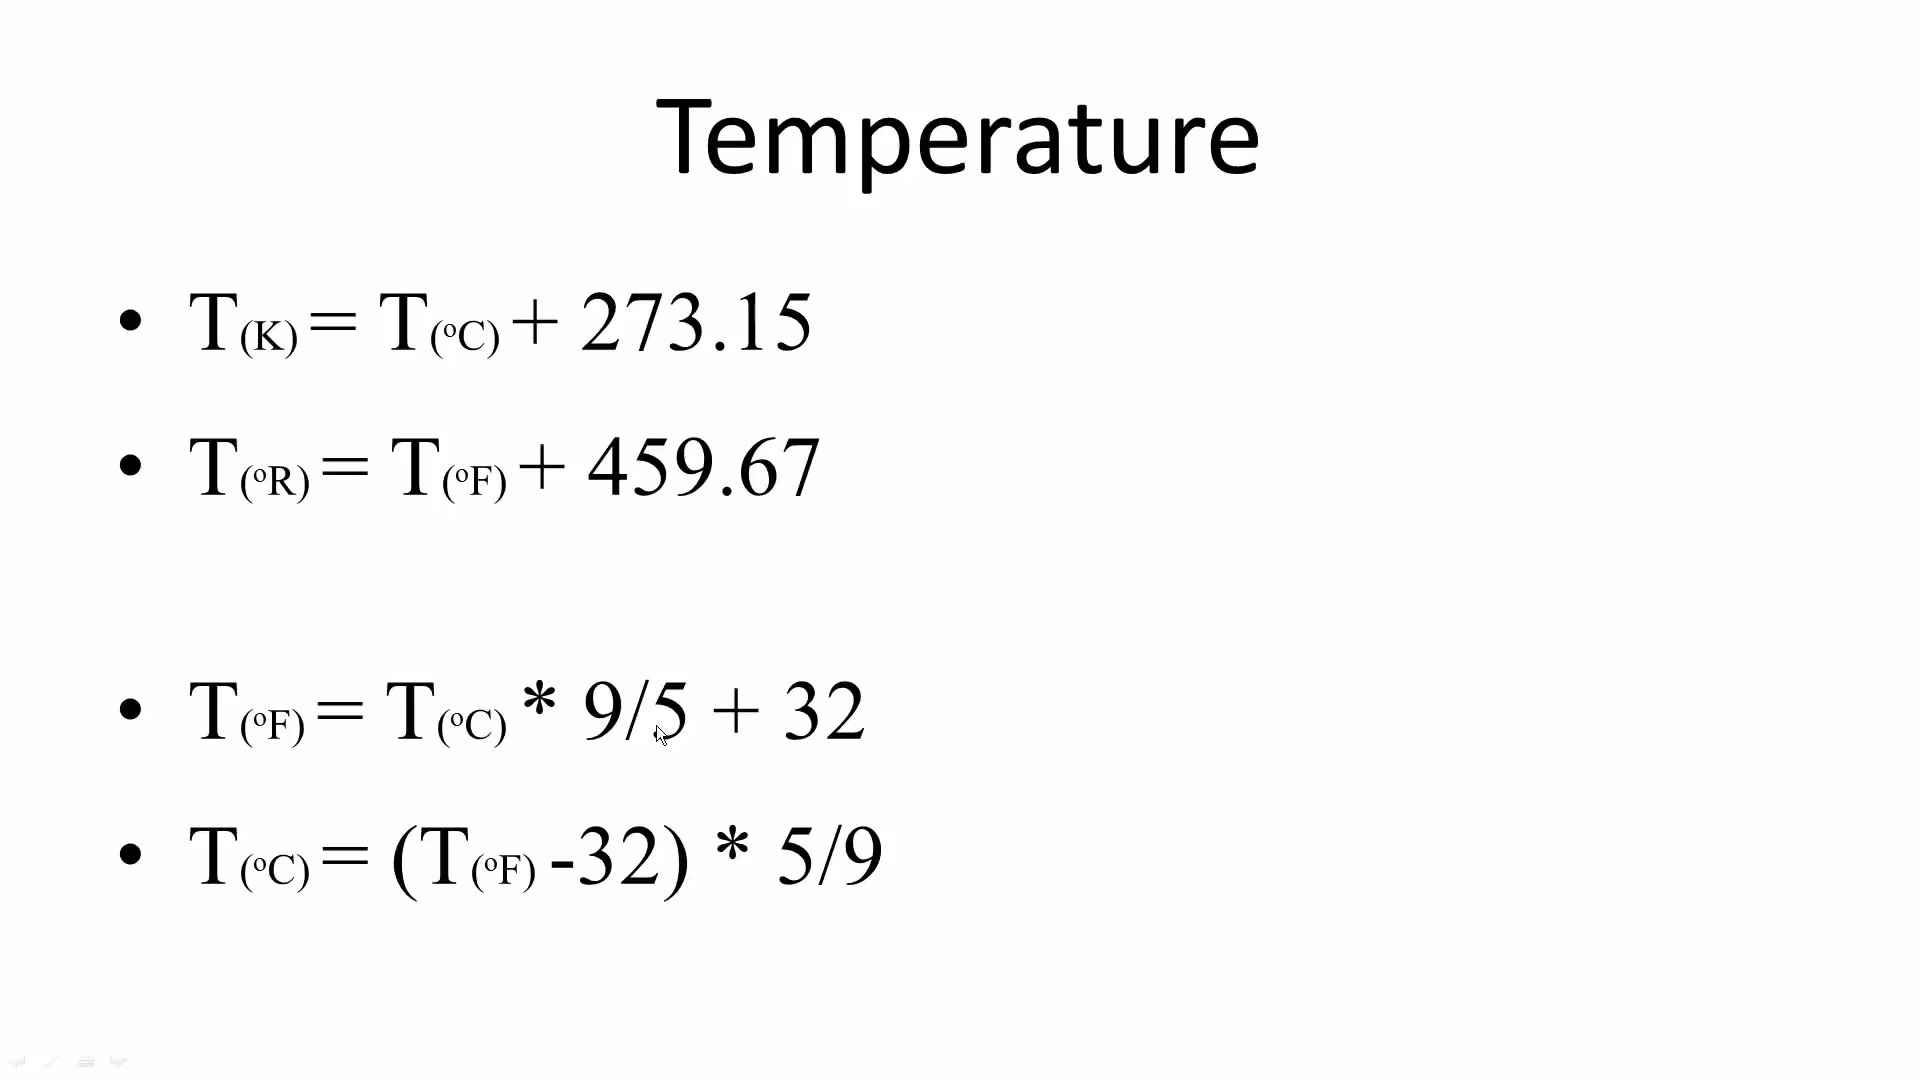 Temperature
• T(K) = T(ºC) + 273.15
• T(ºR) = T(ºF) + 459.67
• T(ºF) = T(ºC) * 9/5 + 32
• T(ºC) = (T(ºF) -32) * 5/9